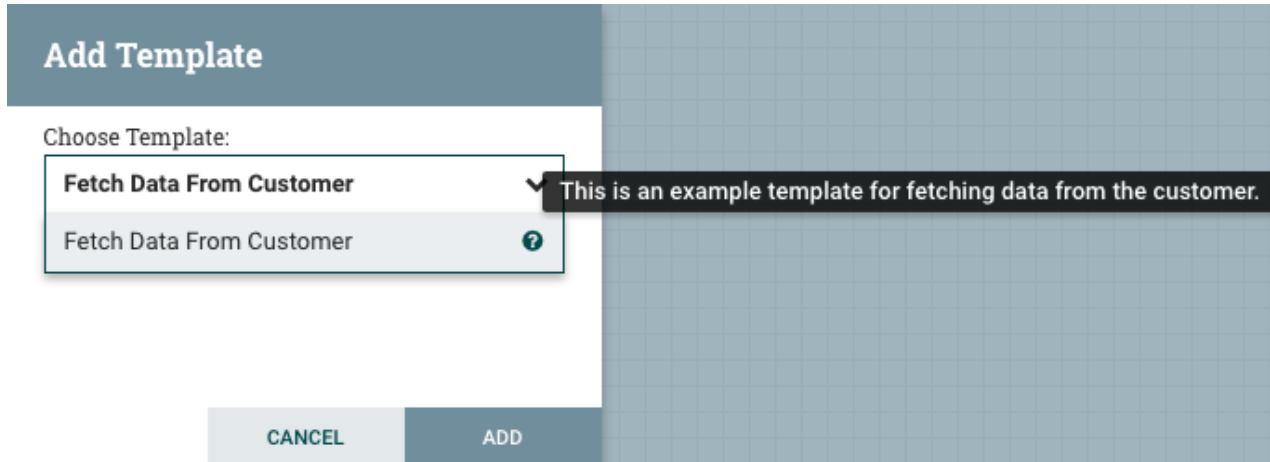 Add Template
Choose Template:
Fetch Data From Customer
This is an example template for fetching data from the customer.
Fetch Data From Customer
CANCEL
ADD